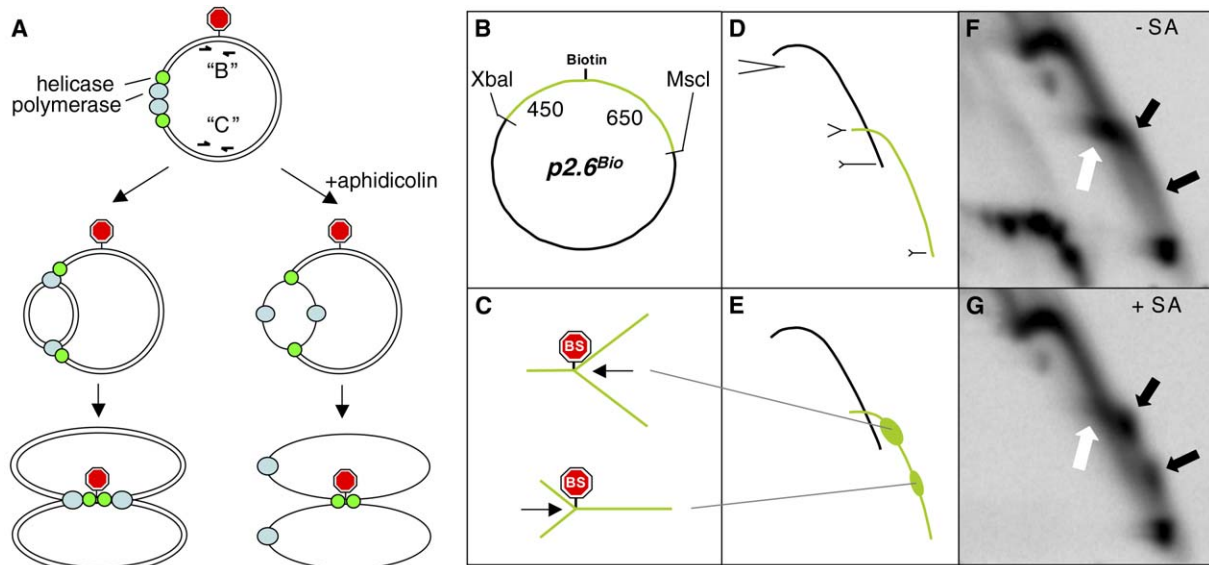 A
helicase
polymerase
"B"
"C"
+aphidicolin
B
Biotin
XbaI
MscI
450
650
p2.6Bio
C
BS
BS
D
E
F
- SA
G
+ SA